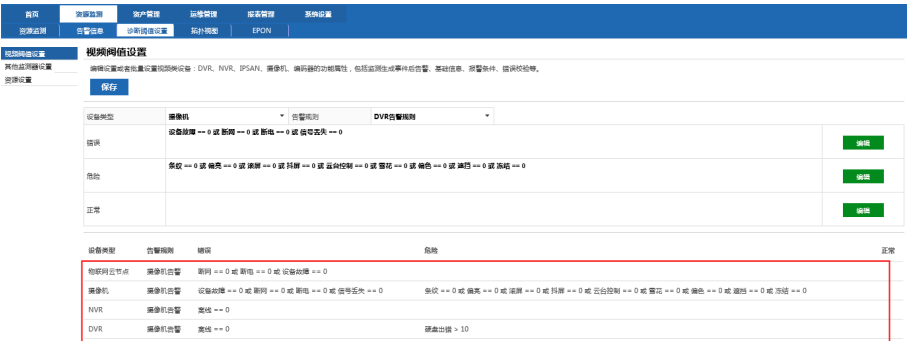 首页 资源监测 资产管理 运维管理 报表管理 系统设置
资源监测 告警信息 诊断阈值设置 拓扑视图 EPON
视频阈值设置
其他监测器设置
资源设置
视频阈值设置
编辑设置或者批量设置视频类设备：DVR、NVR、IPSAN、摄像机、编码器的功能属性，包括监测生成事件后告警、基础信息、报警条件、错误校验等。
保存
设备类型 摄像机 告警规则 DVR告警规则
设备故障 == 0 或 断网 == 0 或 断电 == 0 或 信号丢失 == 0
错误 编辑
条纹 == 0 或 偏亮 == 0 或 滚屏 == 0 或 抖屏 == 0 或 云台控制 == 0 或 雪花 == 0 或 偏色 == 0 或 遮挡 == 0 或 冻结 == 0
危险 编辑
正常 编辑
设备类型 告警规则 错误 危险 正常
物联网云节点 摄像机告警 断网 == 0 或 断电 == 0 或 设备故障 == 0
摄像机 摄像机告警 设备故障 == 0 或 断网 == 0 或 断电 == 0 或 信号丢失 == 0 条纹 == 0 或 偏亮 == 0 或 滚屏 == 0 或 抖屏 == 0 或 云台控制 == 0 或 雪花 == 0 或 偏色 == 0 或 遮挡 == 0 或 冻结 == 0
NVR 摄像机告警 离线 == 0
DVR 摄像机告警 离线 == 0 硬盘出错 > 10